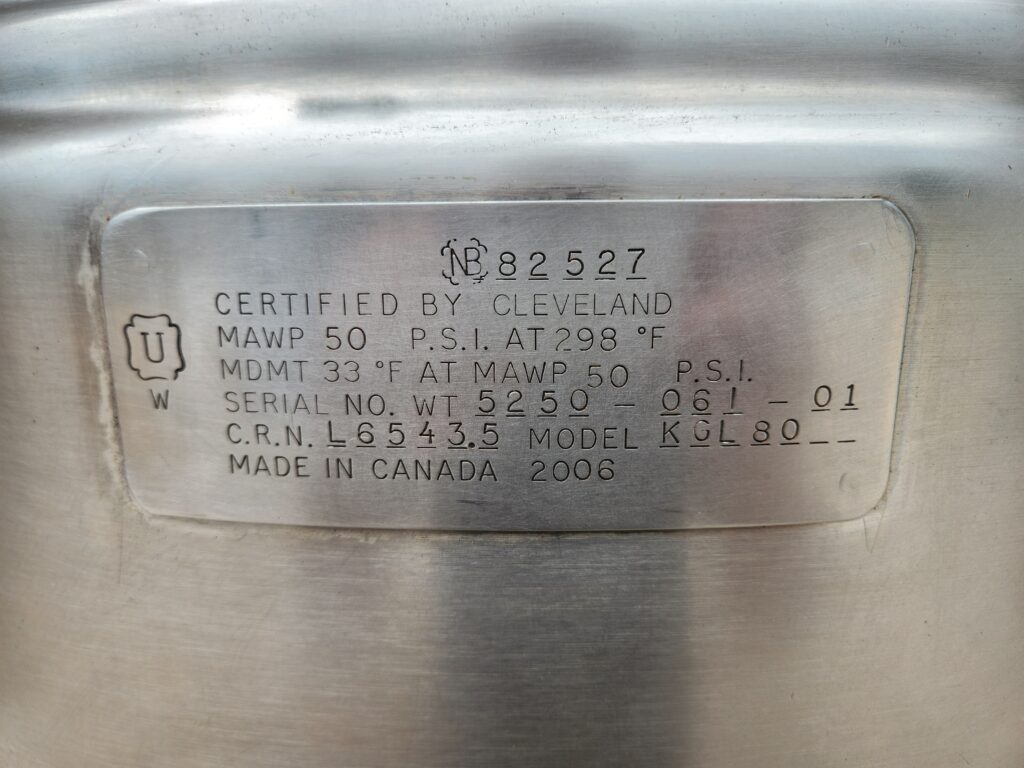 NB 82527
CERTIFIED BY CLEVELAND
MAWP 50 P.S.I. AT 298 °F
U
MDMT 33 °F AT MAWP 50 P.S.I.
W
SERIAL NO. WT 5250 - 061 - 01
C.R.N. L6543.5 MODEL KGL80__
MADE IN CANADA 2006